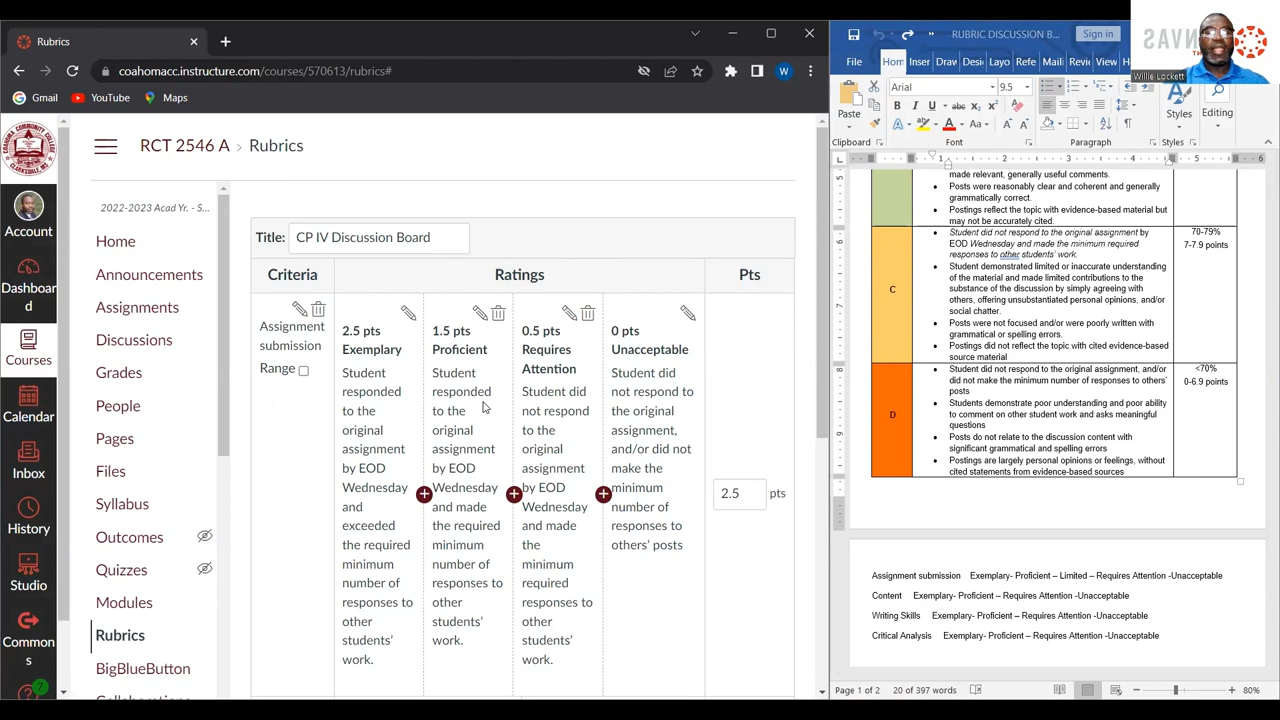 Rubrics
coahomacc.instructure.com/courses/570613/rubrics#
W
Gmail
YouTube
Maps
RCT 2546 A › Rubrics
Account
Dashboar
d
Courses
Calendar
Inbox
History
Studio
Common
s
7
2022-2023 Acad Yr. - S...
Home
Announcements
Assignments
Discussions
Grades
People
Pages
Files
Syllabus
Outcomes
Quizzes
Modules
Rubrics
BigBlueButton
Collaborations
Title: CP IV Discussion Board
Criteria
Ratings
Pts
Assignment
submission
Range
2.5 pts
Exemplary
Student
responded
to the
original
assignment
by EOD
Wednesday
and
exceeded
the required
minimum
number of
responses to
other
students'
work.
1.5 pts
Proficient
Student
responded
to the
original
assignment
by EOD
Wednesday
and made
the required
minimum
number of
responses to
other
students'
work.
0.5 pts
Requires
Attention
Student did
not respond
to the
original
assignment
by EOD
Wednesday
and made
the
minimum
required
responses to
other
students'
work.
0 pts
Unacceptable
Student did
not respond to
the original
assignment,
and/or did not
make the
minimum
number of
responses to
others' posts
2.5 pts
RUBRIC DISCUSSION B...
Sign in
File Hom Inser Draw Desi Layo Refe Maili Revi View
Arial 9.5
Paste
Styles
Editing
Clipboard
Font
Paragraph
Styles
CANVAS
Willie Lockett
made relevant, generally useful comments.
• Posts were reasonably clear and coherent and generally
grammatically correct.
• Postings reflect the topic with evidence-based material but
may not be accurately cited.
C
• Student did not respond to the original assignment by
EOD Wednesday and made the minimum required
responses to other students' work.
• Student demonstrated limited or inaccurate understanding
of the material and made limited contributions to the
substance of the discussion by simply agreeing with
others, offering unsubstantiated personal opinions, and/or
social chatter.
• Posts were not focused and/or were poorly written with
grammatical or spelling errors.
• Postings did not reflect the topic with cited evidence-based
source material
70-79%
7-7.9 points
D
• Student did not respond to the original assignment, and/or
did not make the minimum number of responses to others'
posts
• Students demonstrate poor understanding and poor ability
to comment on other student work and asks meaningful
questions
• Posts do not relate to the discussion content with
significant grammatical and spelling errors
• Postings are largely personal opinions or feelings, without
cited statements from evidence-based sources
<70%
0-6.9 points
Assignment submission Exemplary- Proficient – Limited – Requires Attention -Unacceptable
Content Exemplary- Proficient – Requires Attention -Unacceptable
Writing Skills Exemplary- Proficient – Requires Attention -Unacceptable
Critical Analysis Exemplary- Proficient – Requires Attention -Unacceptable
Page 1 of 2 20 of 397 words 80%